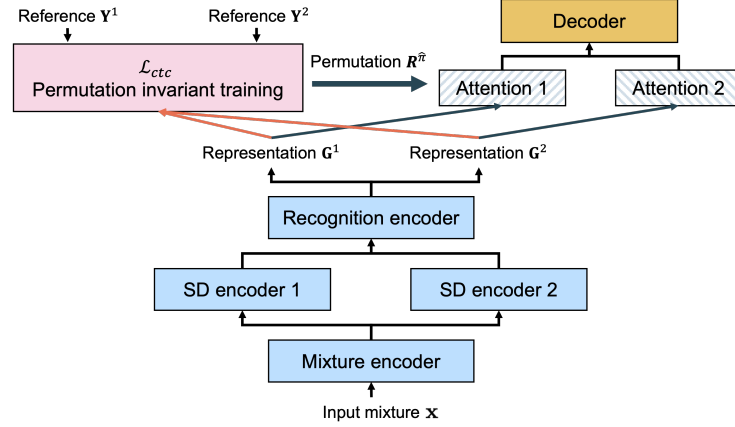 Reference Y¹
Reference Y²
Decoder
ℒ_ctc
Permutation invariant training
Permutation R^π̂
Attention 1
Attention 2
Representation G¹
Representation G²
Recognition encoder
SD encoder 1
SD encoder 2
Mixture encoder
Input mixture x